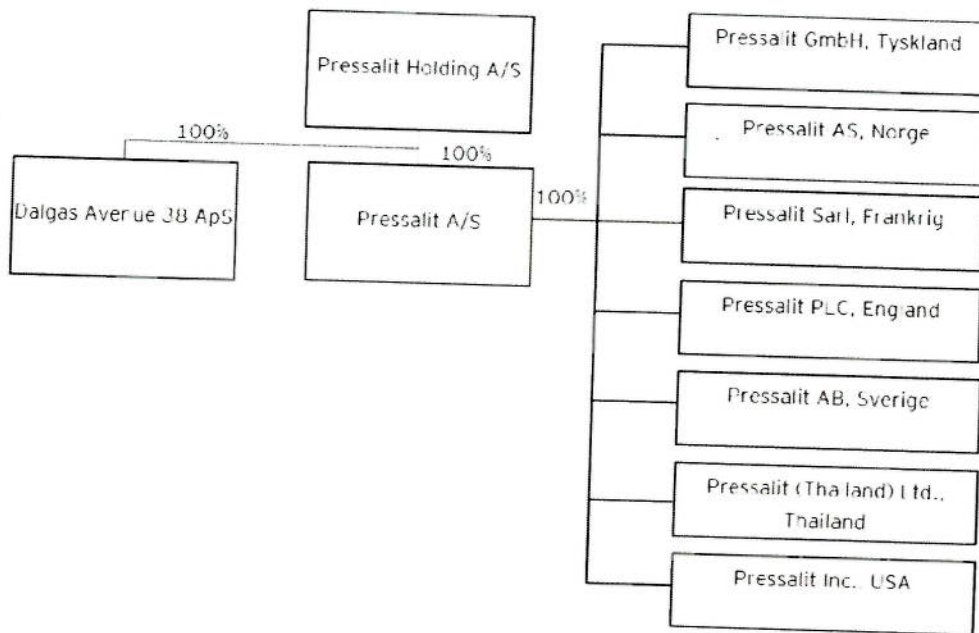 Pressalit Holding A/S
100%
100%
Dalgas Avenue 38 ApS
Pressalit A/S
100%
Pressalit GmbH, Tyskland
Pressalit AS, Norge
Pressalit Sarl, Frankrig
Pressalit PLC, England
Pressalit AB, Sverige
Pressalit (Thailand) Ltd.,
Thailand
Pressalit Inc., USA